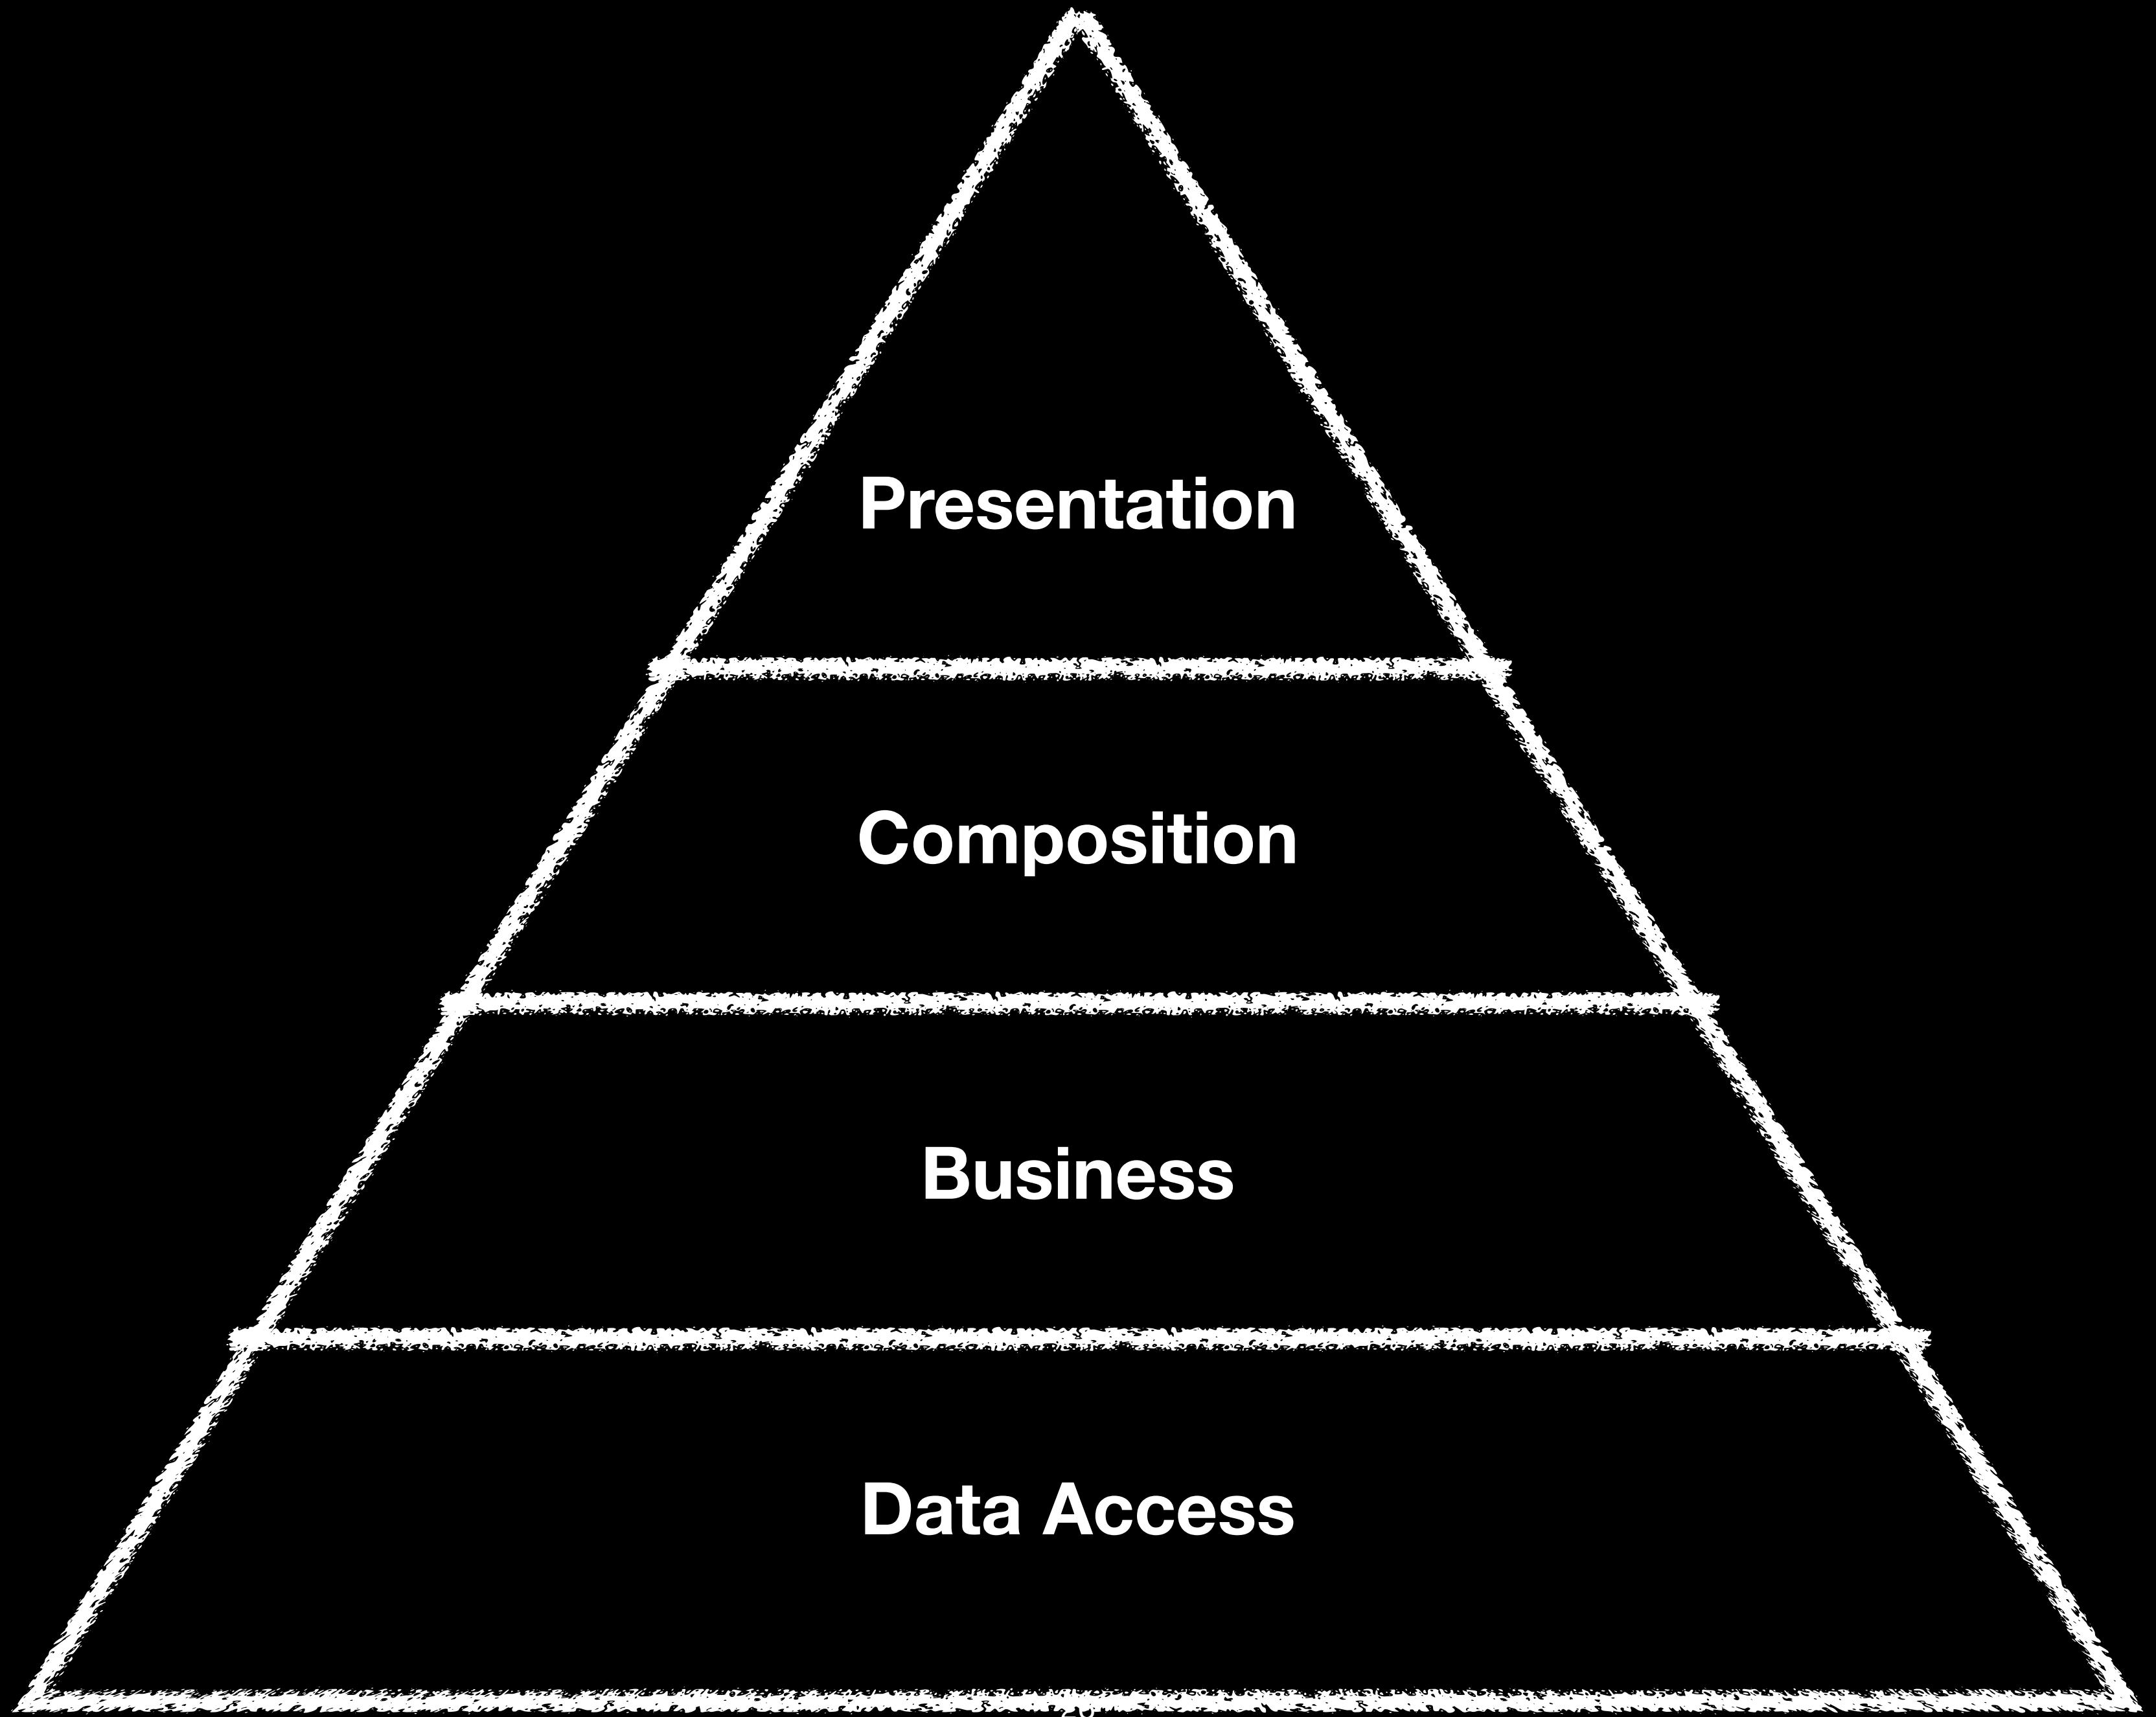 Presentation
Composition
Business
Data Access